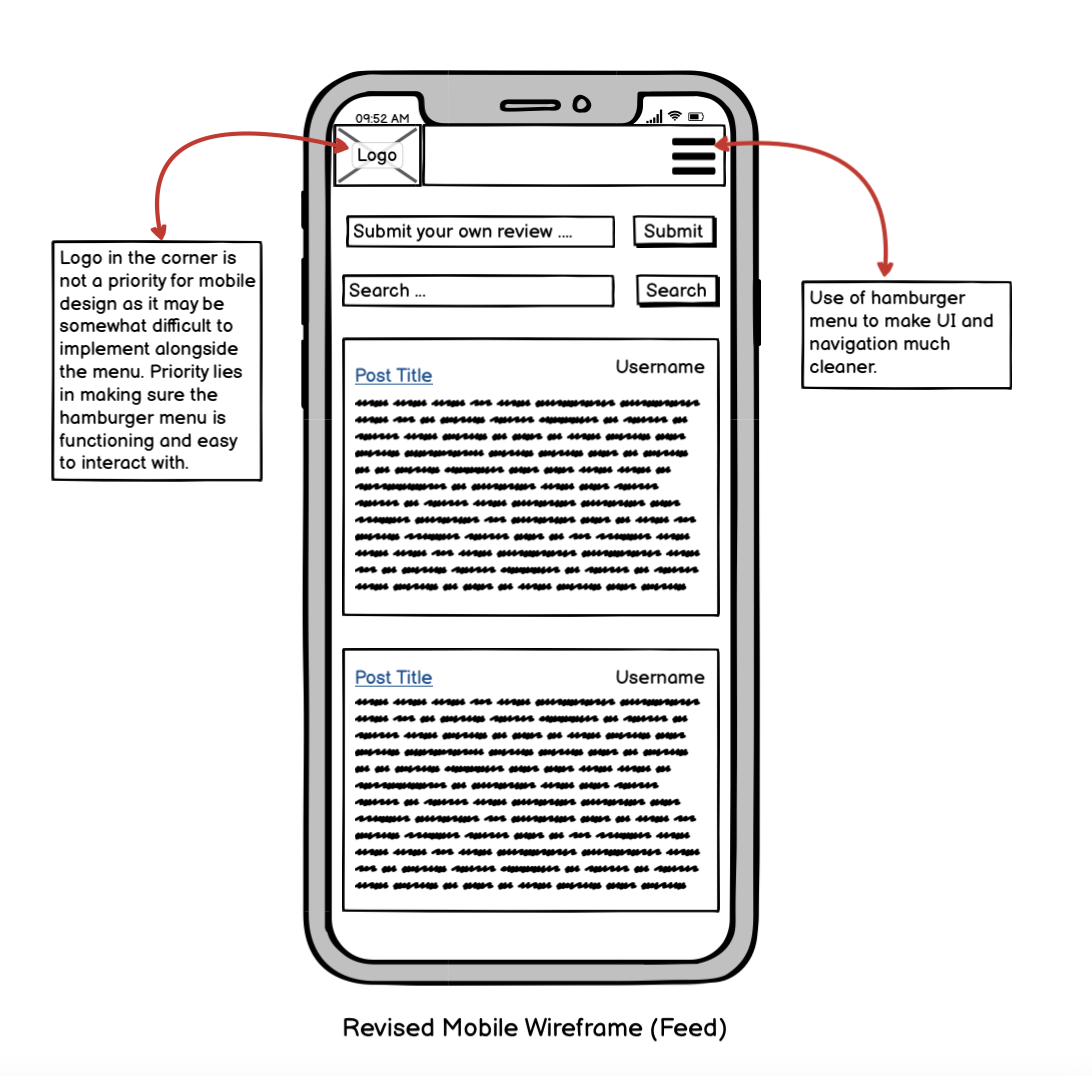 09:52 AM
Logo
Submit your own review ....
Submit
Search ...
Search
Logo in the corner is
not a priority for mobile
design as it may be
somewhat difficult to
implement alongside
the menu. Priority lies
in making sure the
hamburger menu is
functioning and easy
to interact with.
Use of hamburger
menu to make UI and
navigation much
cleaner.
Post Title
Username
Post Title
Username
Revised Mobile Wireframe (Feed)